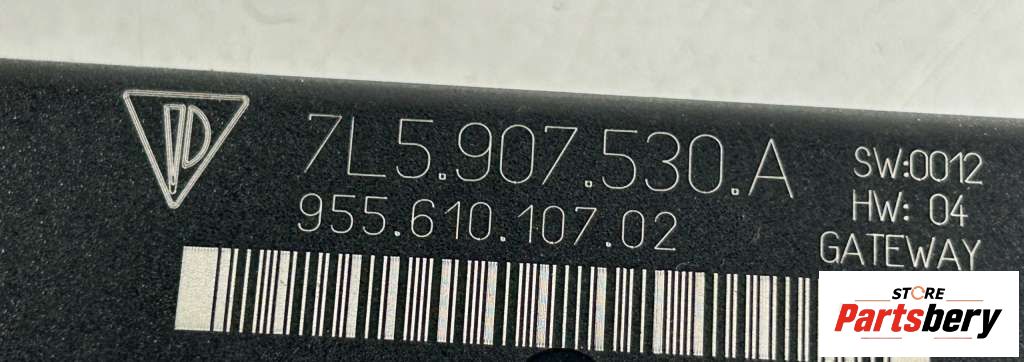 7L5.907.530.A
955.610.107.02
SW:0012
HW: 04
GATEWAY
STORE
Partsbery